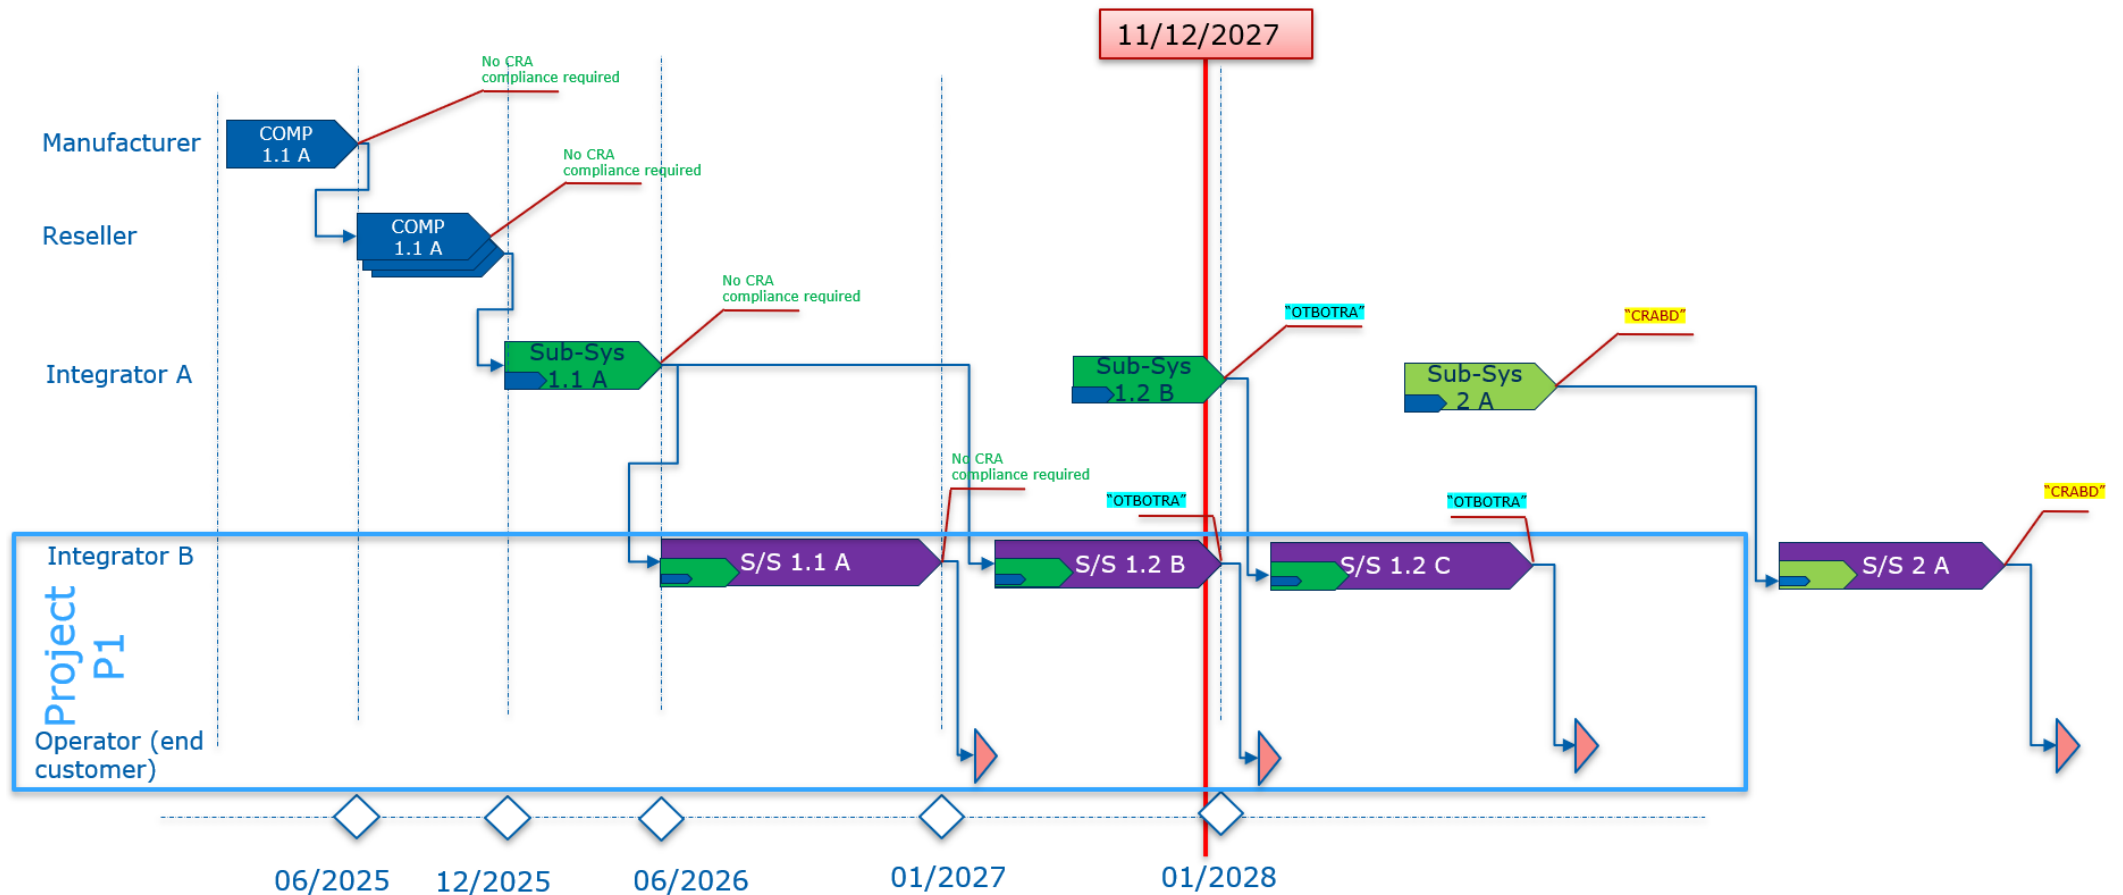 11/12/2027
No CRA
compliance required
Manufacturer
COMP
1.1 A
No CRA
compliance required
Reseller
COMP
1.1 A
No CRA
compliance required
"OTBOTRA"
"CRABD"
Integrator A
Sub-Sys
1.1 A
Sub-Sys
1.2 B
Sub-Sys
2 A
No CRA
compliance required
"OTBOTRA"
"OTBOTRA"
"CRABD"
Integrator B
S/S 1.1 A
S/S 1.2 B
S/S 1.2 C
S/S 2 A
Project
P1
Operator (end
customer)
06/2025
12/2025
06/2026
01/2027
01/2028